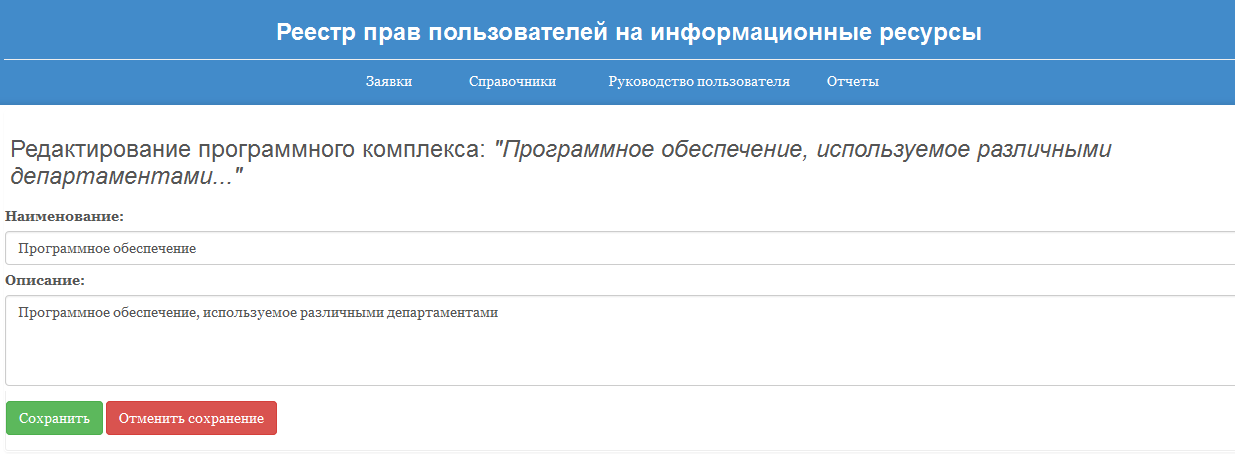 Реестр прав пользователей на информационные ресурсы
Заявки Справочники Руководство пользователя Отчеты
Редактирование программного комплекса: "Программное обеспечение, используемое различными
департаментами..."
Наименование:
Программное обеспечение
Описание:
Программное обеспечение, используемое различными департаментами
Сохранить Отменить сохранение